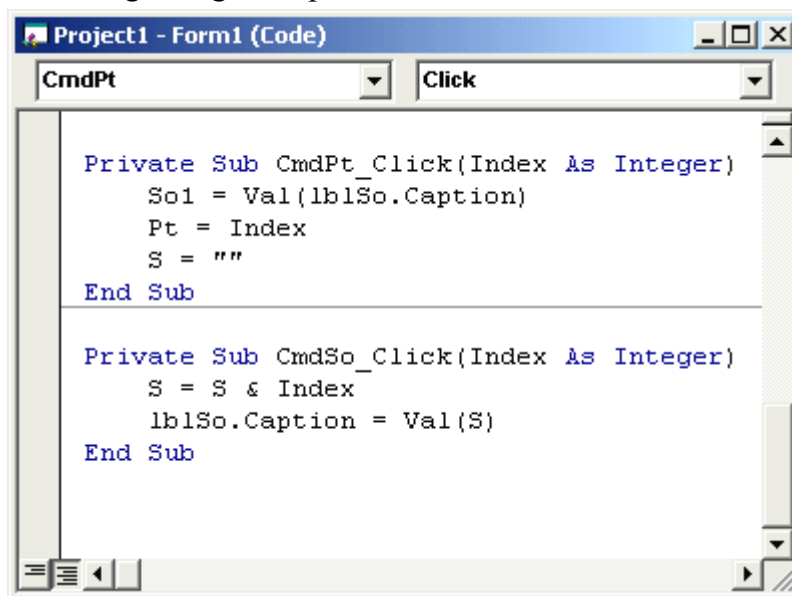 Project1 - Form1 (Code)
CmdPt Click
Private Sub CmdPt_Click(Index As Integer)
So1 = Val(lblSo.Caption)
Pt = Index
S = ""
End Sub
Private Sub CmdSo_Click(Index As Integer)
S = S & Index
lblSo.Caption = Val(S)
End Sub